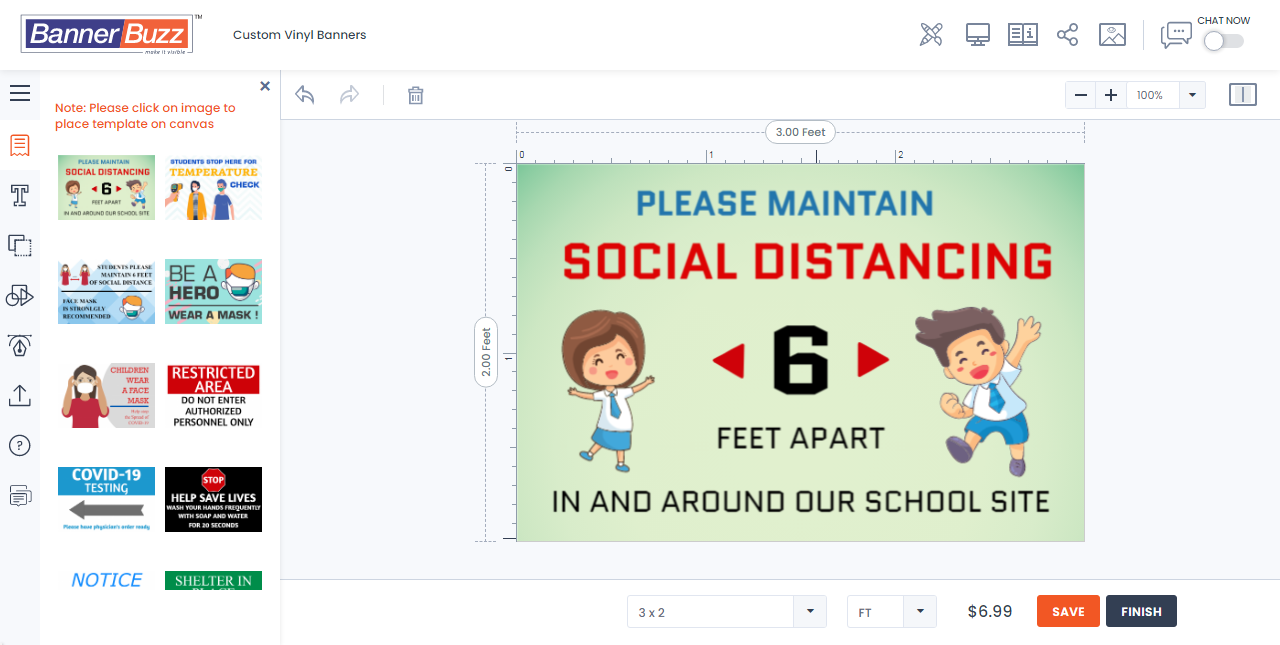 BannerBuzz™
make it visible
Custom Vinyl Banners
CHAT NOW
Note: Please click on image to
place template on canvas
PLEASE MAINTAIN
SOCIAL DISTANCING
6
FEET APART
IN AND AROUND OUR SCHOOL SITE
STUDENTS STOP HERE FOR
TEMPERATURE
CHECK
STUDENTS PLEASE
MAINTAIN 6 FEET
OF SOCIAL DISTANCE
FACE MASK
IS STRONLGLY
RECOMMENDED
BE A
HERO
WEAR A MASK !
CHILDREN
WEAR
A FACE
MASK
RESTRICTED
AREA
DO NOT ENTER
AUTHORIZED
PERSONNEL ONLY
COVID-19
TESTING
Please have physician's order ready
STOP
HELP SAVE LIVES
WASH YOUR HANDS FREQUENTLY
WITH SOAP AND WATER
FOR 20 SECONDS
NOTICE
SHELTER IN
PLACE
100%
3.00 Feet
0 1 2
0
1
2.00 Feet
PLEASE MAINTAIN
SOCIAL DISTANCING
6
FEET APART
IN AND AROUND OUR SCHOOL SITE
3 x 2
FT
$6.99
SAVE
FINISH